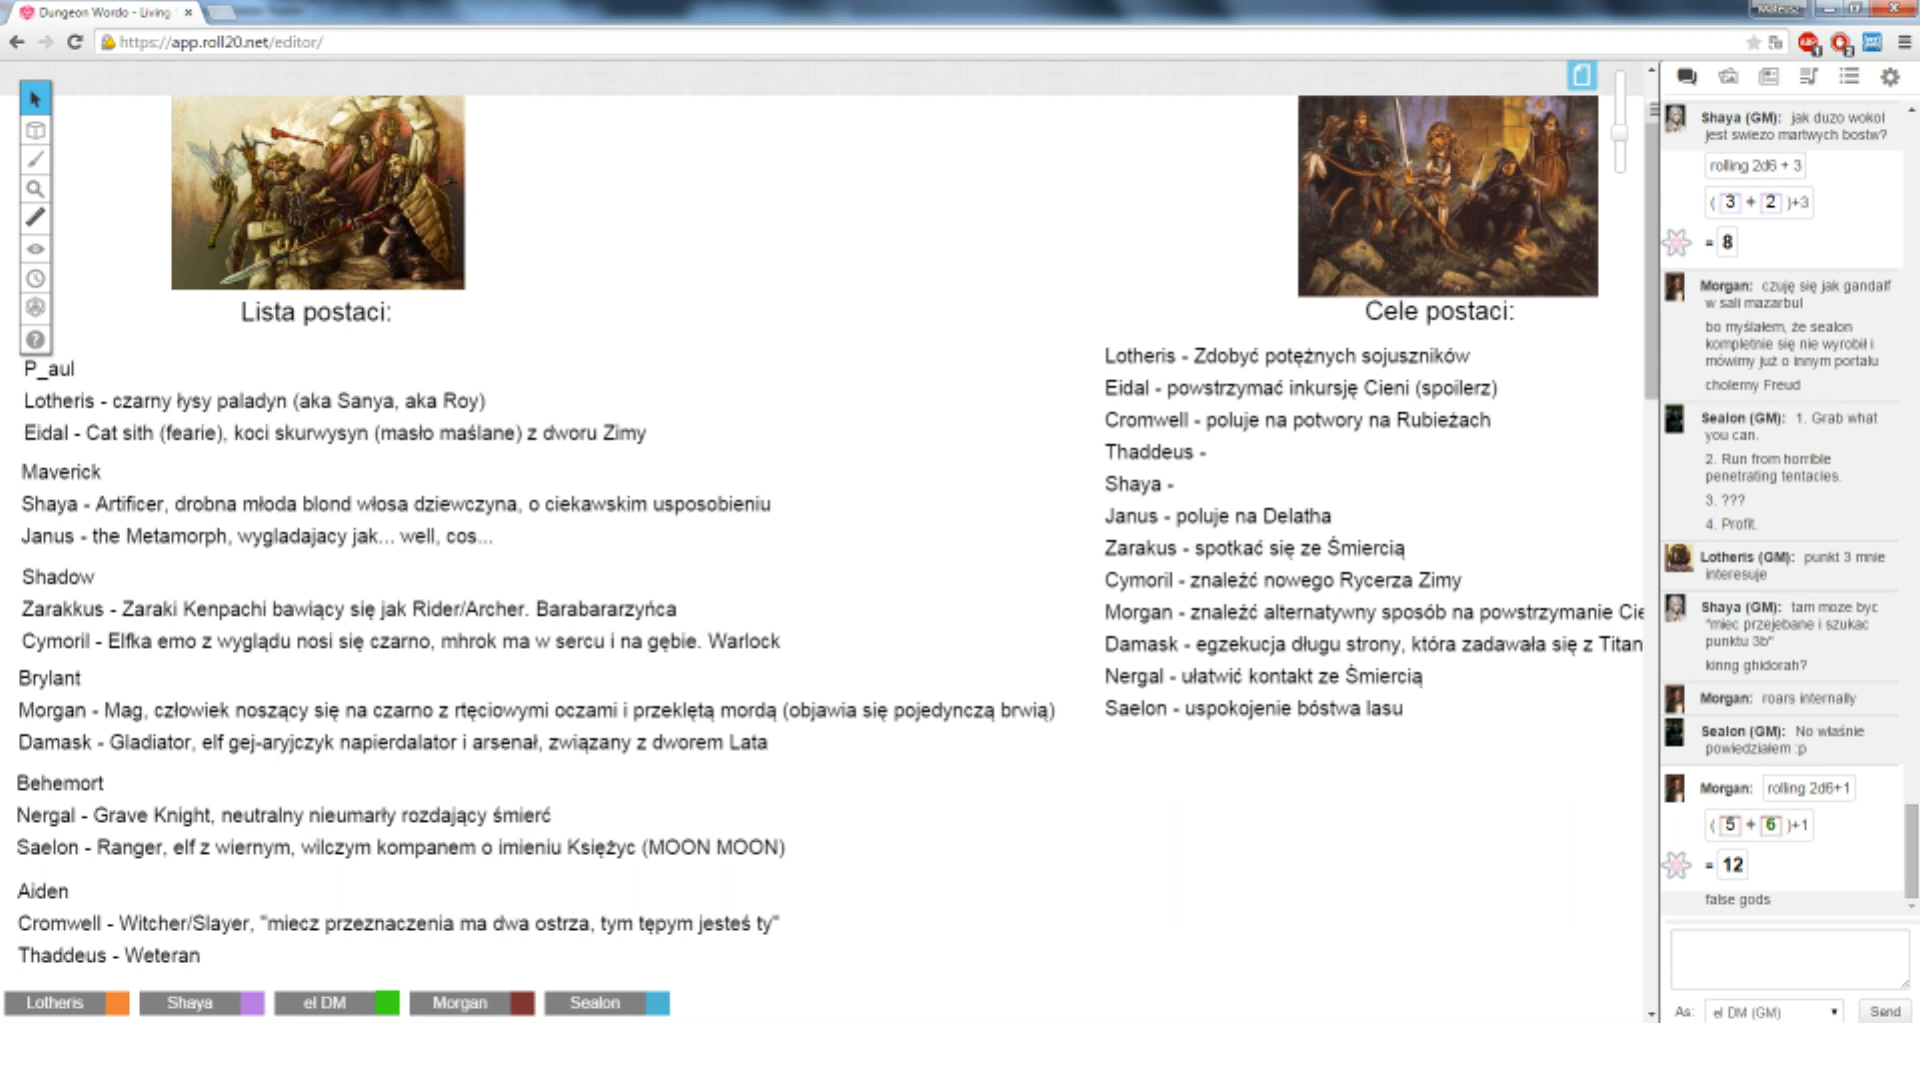 Dungeon Wordo - Living
Mateusz
https://app.roll20.net/editor/
Lista postaci:
P_aul
Lotheris - czarny łysy paladyn (aka Sanya, aka Roy)
Eidal - Cat sith (fearie), koci skurwysyn (masło maślane) z dworu Zimy
Maverick
Shaya - Artificer, drobna młoda blond włosa dziewczyna, o ciekawskim usposobieniu
Janus - the Metamorph, wygladajacy jak... well, cos...
Shadow
Zarakkus - Zaraki Kenpachi bawiący się jak Rider/Archer. Barabararzyńca
Cymoril - Elfka emo z wyglądu nosi się czarno, mhrok ma w sercu i na gębie. Warlock
Brylant
Morgan - Mag, człowiek noszący się na czarno z rtęciowymi oczami i przeklętą mordą (objawia się pojedynczą brwią)
Damask - Gladiator, elf gej-aryjczyk napierdalator i arsenał, związany z dworem Lata
Behemort
Nergal - Grave Knight, neutralny nieumarły rozdający śmierć
Saelon - Ranger, elf z wiernym, wilczym kompanem o imieniu Księżyc (MOON MOON)
Aiden
Cromwell - Witcher/Slayer, "miecz przeznaczenia ma dwa ostrza, tym tępym jesteś ty"
Thaddeus - Weteran
Cele postaci:
Lotheris - Zdobyć potężnych sojuszników
Eidal - powstrzymać inkursję Cieni (spoilerz)
Cromwell - poluje na potwory na Rubieżach
Thaddeus -
Shaya -
Janus - poluje na Delatha
Zarakus - spotkać się ze Śmiercią
Cymoril - znaleźć nowego Rycerza Zimy
Morgan - znaleźć alternatywny sposób na powstrzymanie Cie
Damask - egzekucja długu strony, która zadawała się z Titan
Nergal - ułatwić kontakt ze Śmiercią
Saelon - uspokojenie bóstwa lasu
Lotheris
Shaya
el DM
Morgan
Sealon
Shaya (GM): jak duzo wokol
jest swiezo martwych bostw?
rolling 2d6 + 3
( 3 + 2 )+3
= 8
Morgan: czuję się jak gandalf
w sali mazarbul
bo myślałem, że sealon
kompletnie się nie wyrobił i
mówimy już o innym portalu
cholerny Freud
Sealon (GM): 1. Grab what
you can.
2. Run from horrible
penetrating tentacles.
3. ???
4. Profit.
Lotheris (GM): punkt 3 mnie
interesuje
Shaya (GM): tam moze byc
"miec przejebane i szukac
punktu 3b"
kinng ghidorah?
Morgan: roars internally
Sealon (GM): No właśnie
powiedziałem :p
Morgan: rolling 2d6+1
( 5 + 6 )+1
= 12
false gods
As: el DM (GM)
Send